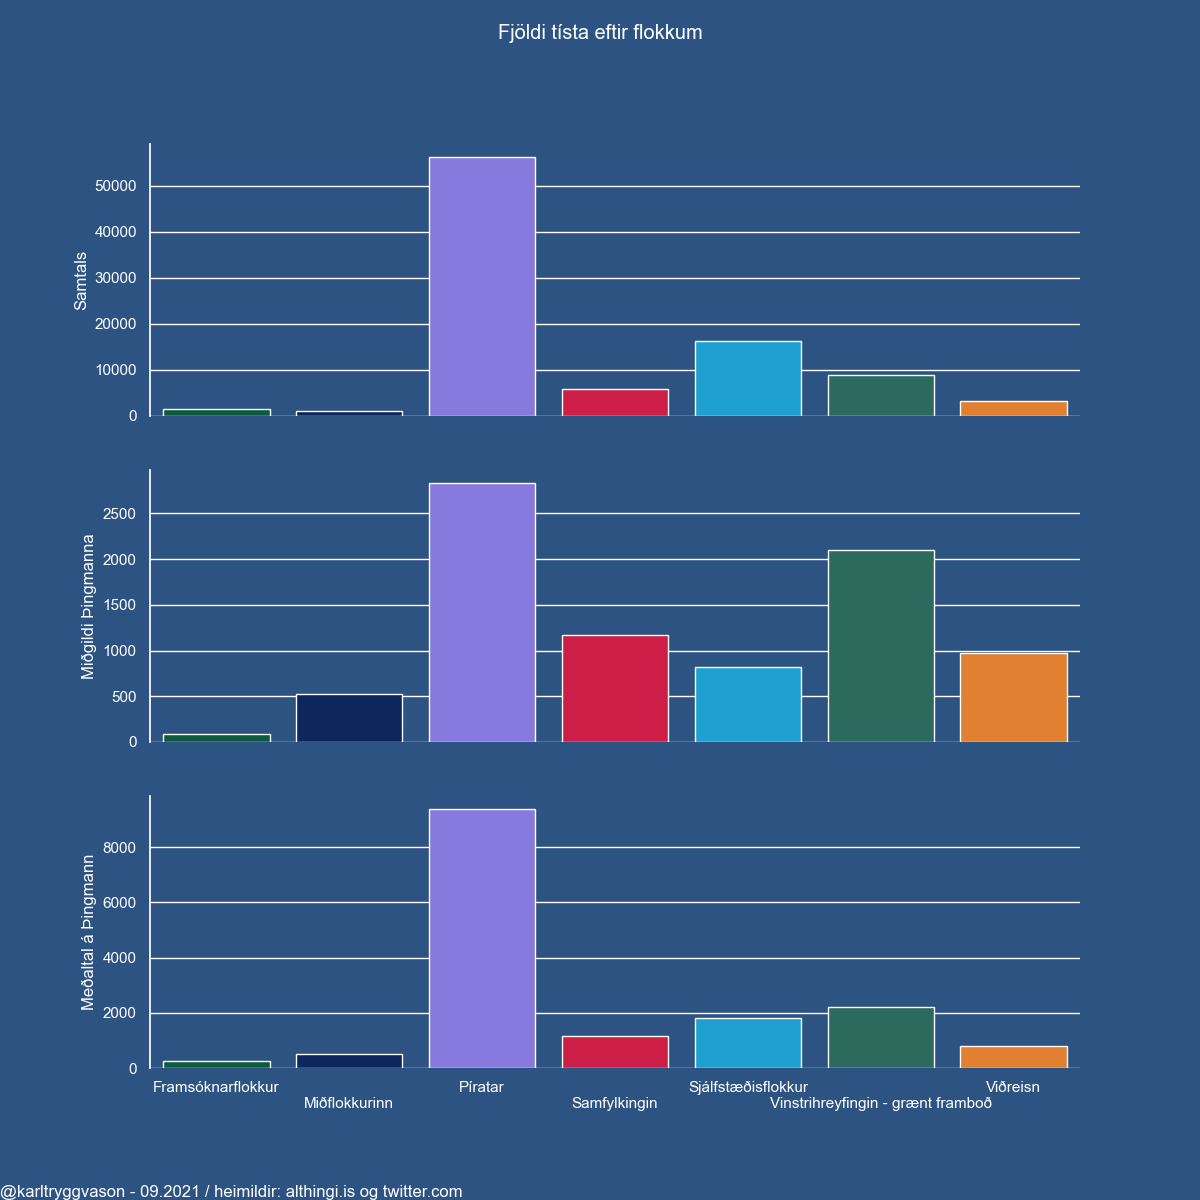 Fjöldi tísta eftir flokkum
Samtals
50000
40000
30000
20000
10000
0
Miðgildi Þingmanna
2500
2000
1500
1000
500
0
Meðaltal á Þingmann
8000
6000
4000
2000
0
Framsóknarflokkur
Miðflokkurinn
Píratar
Samfylkingin
Sjálfstæðisflokkur
Vinstrihreyfingin - grænt framboð
Viðreisn
@karltryggvason - 09.2021 / heimildir: althingi.is og twitter.com